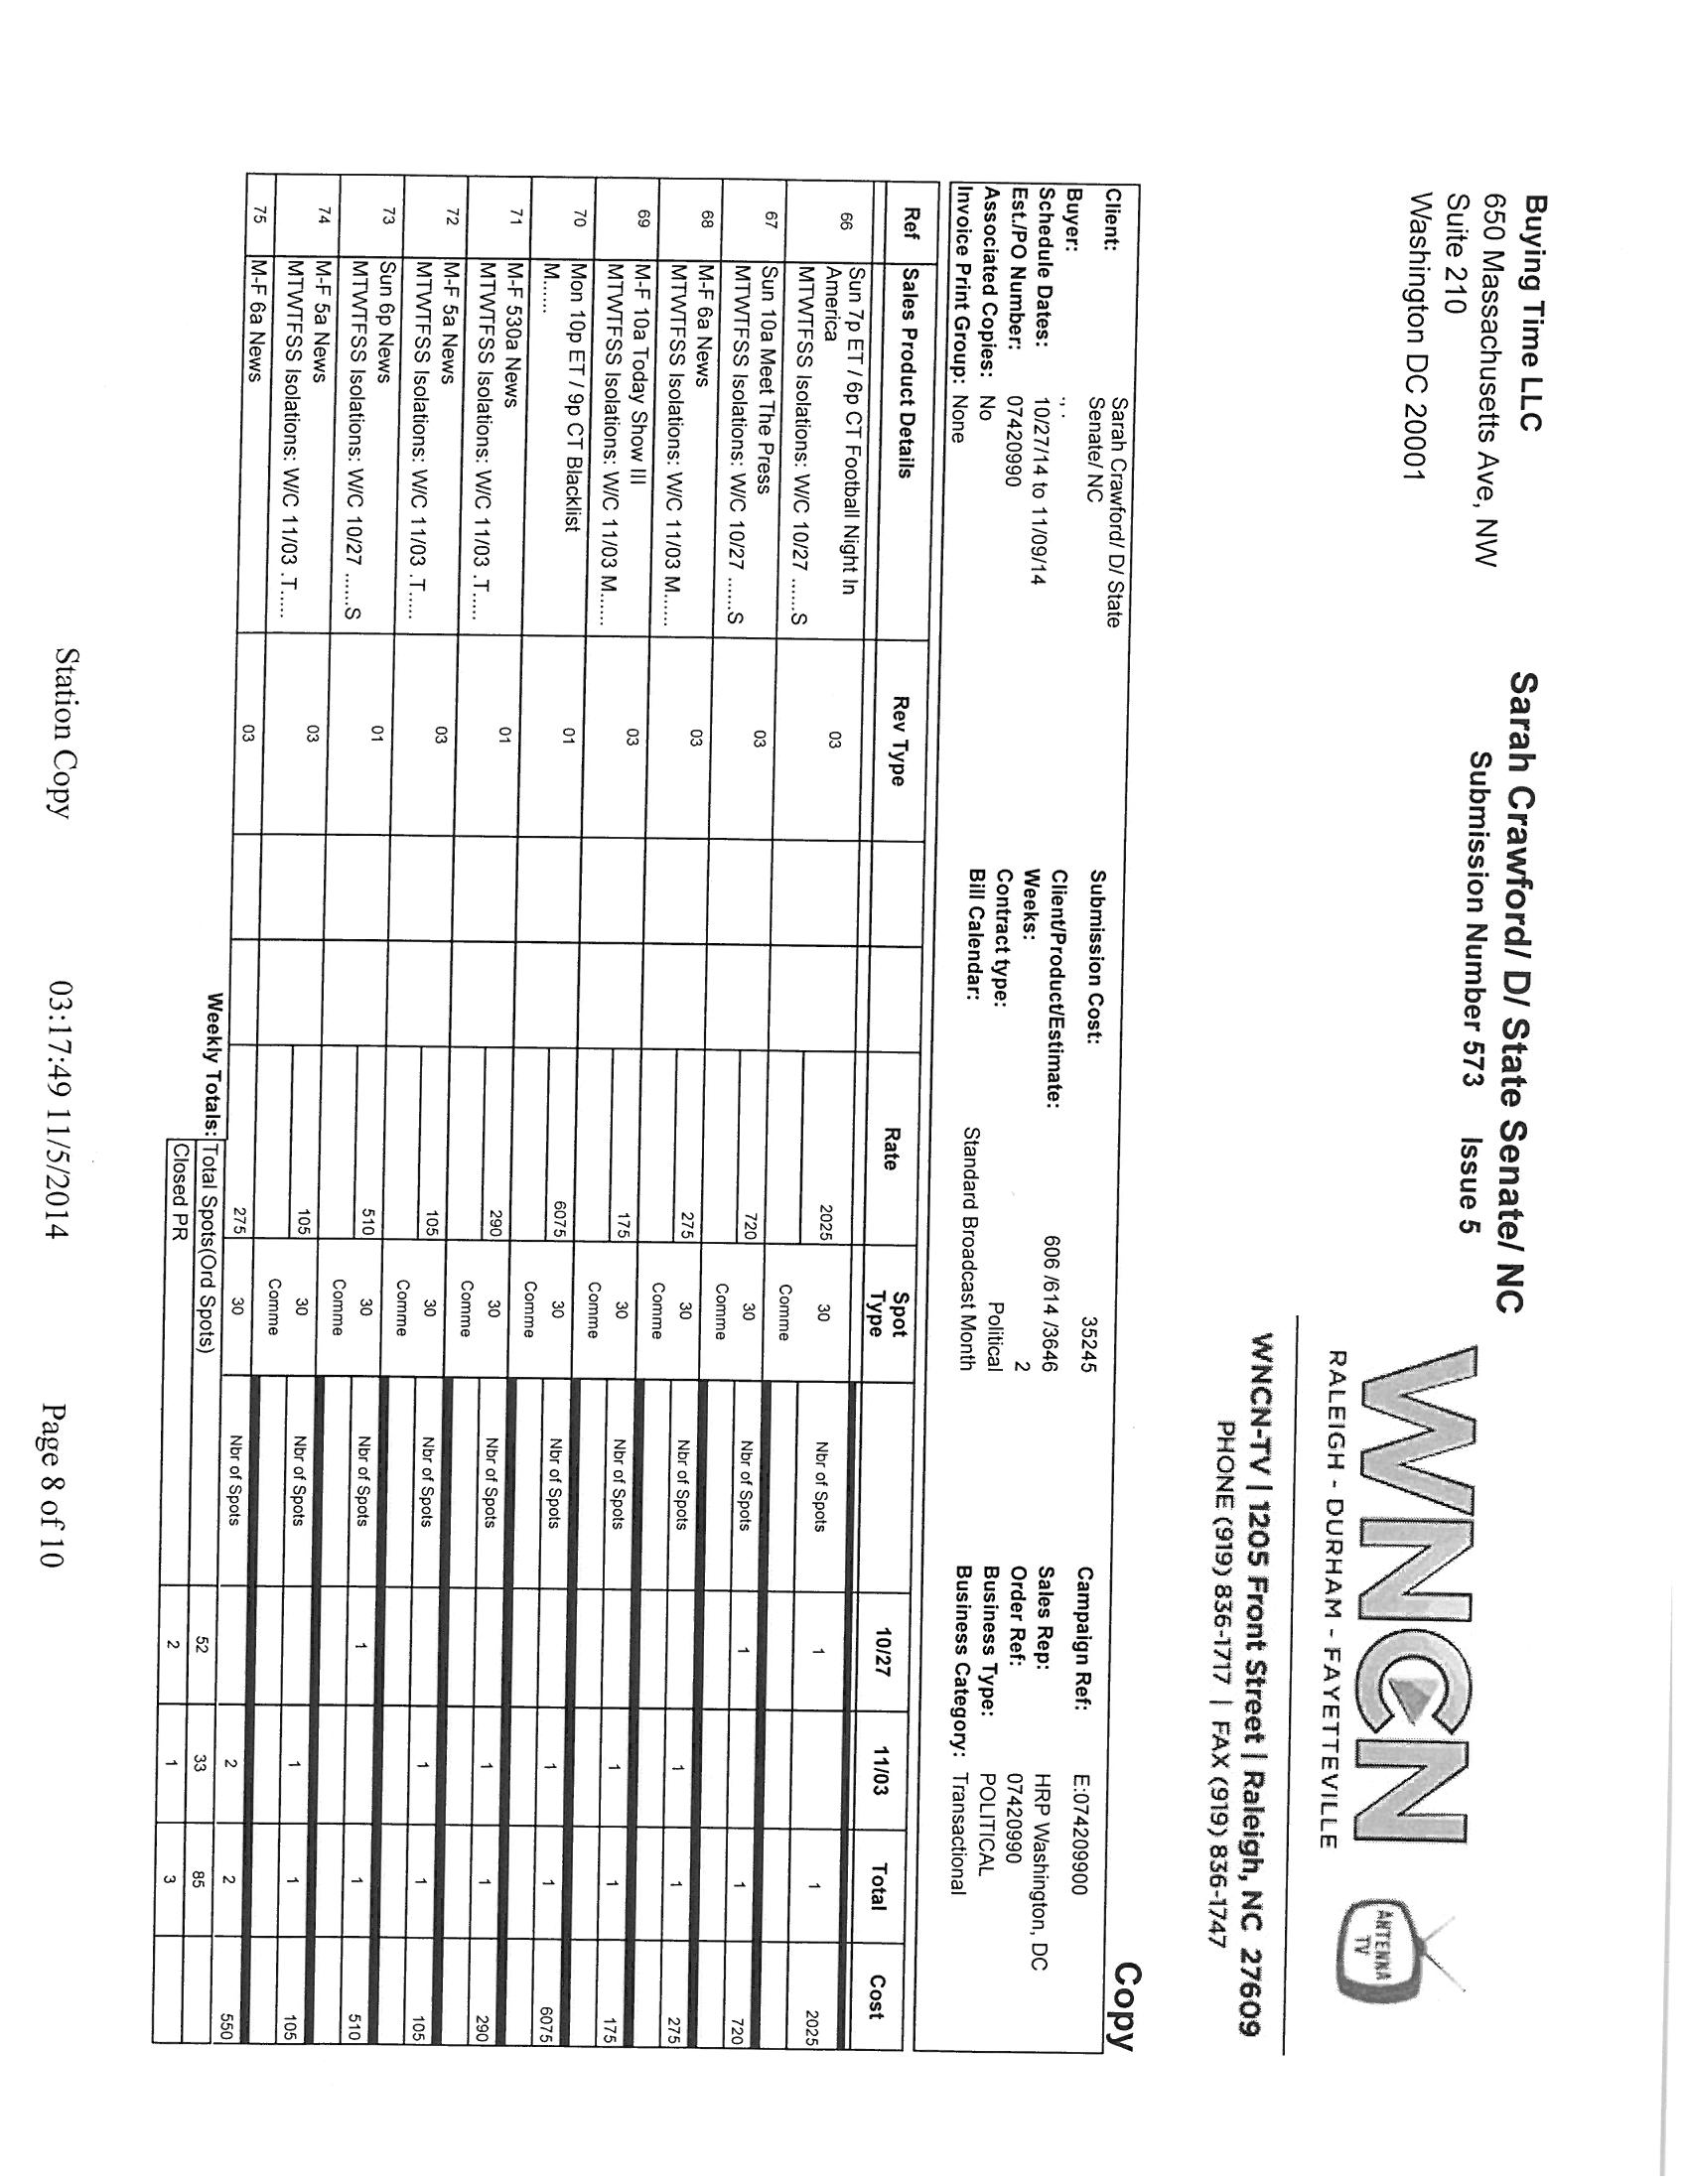 Buying Time LLC
650 Massachusetts Ave, NW
Suite 210
Washington DC 20001
Sarah Crawford/ D/ State Senate/ NC
Submission Number 573 Issue 5
WNCN
RALEIGH - DURHAM - FAYETTEVILLE
ANTENNA
TV
WNCN-TV | 1205 Front Street | Raleigh, NC 27609
PHONE (919) 836-1717 | FAX (919) 836-1747
Copy
Client: Sarah Crawford/ D/ State Senate/ NC
Buyer: , .
Schedule Dates: 10/27/14 to 11/09/14
Est./PO Number: 07420990
Associated Copies: No
Invoice Print Group: None
Submission Cost: 35245
Client/Product/Estimate: 606 /614 /3646
Weeks: 2
Contract type: Political
Bill Calendar: Standard Broadcast Month
Campaign Ref: E:074209900
Sales Rep: HRP Washington, DC
Order Ref: 07420990
Business Type: POLITICAL
Business Category: Transactional
Ref Sales Product Details Rev Type Rate Spot Type 10/27 11/03 Total Cost
66 Sun 7p ET / 6p CT Football Night In
America
MTWTFSS Isolations: W/C 10/27 ......S 03 2025 30 Comme Nbr of Spots 1 1 2025
67 Sun 10a Meet The Press
MTWTFSS Isolations: W/C 10/27 ......S 03 720 30 Comme Nbr of Spots 1 1 720
68 M-F 6a News
MTWTFSS Isolations: W/C 11/03 M...... 03 275 30 Comme Nbr of Spots 1 1 275
69 M-F 10a Today Show III
MTWTFSS Isolations: W/C 11/03 M...... 03 175 30 Comme Nbr of Spots 1 1 175
70 Mon 10p ET / 9p CT Blacklist
M...... 01 6075 30 Comme Nbr of Spots 1 1 6075
71 M-F 530a News
MTWTFSS Isolations: W/C 11/03 .T..... 01 290 30 Comme Nbr of Spots 1 1 290
72 M-F 5a News
MTWTFSS Isolations: W/C 11/03 .T..... 03 105 30 Comme Nbr of Spots 1 1 105
73 Sun 6p News
MTWTFSS Isolations: W/C 10/27 ......S 01 510 30 Comme Nbr of Spots 1 1 510
74 M-F 5a News
MTWTFSS Isolations: W/C 11/03 .T..... 03 105 30 Comme Nbr of Spots 1 1 105
75 M-F 6a News 03 275 30 Nbr of Spots 2 2 550
Weekly Totals: Total Spots(Ord Spots) 52 33 85
Closed PR 2 1 3
Station Copy 03:17:49 11/5/2014 Page 8 of 10